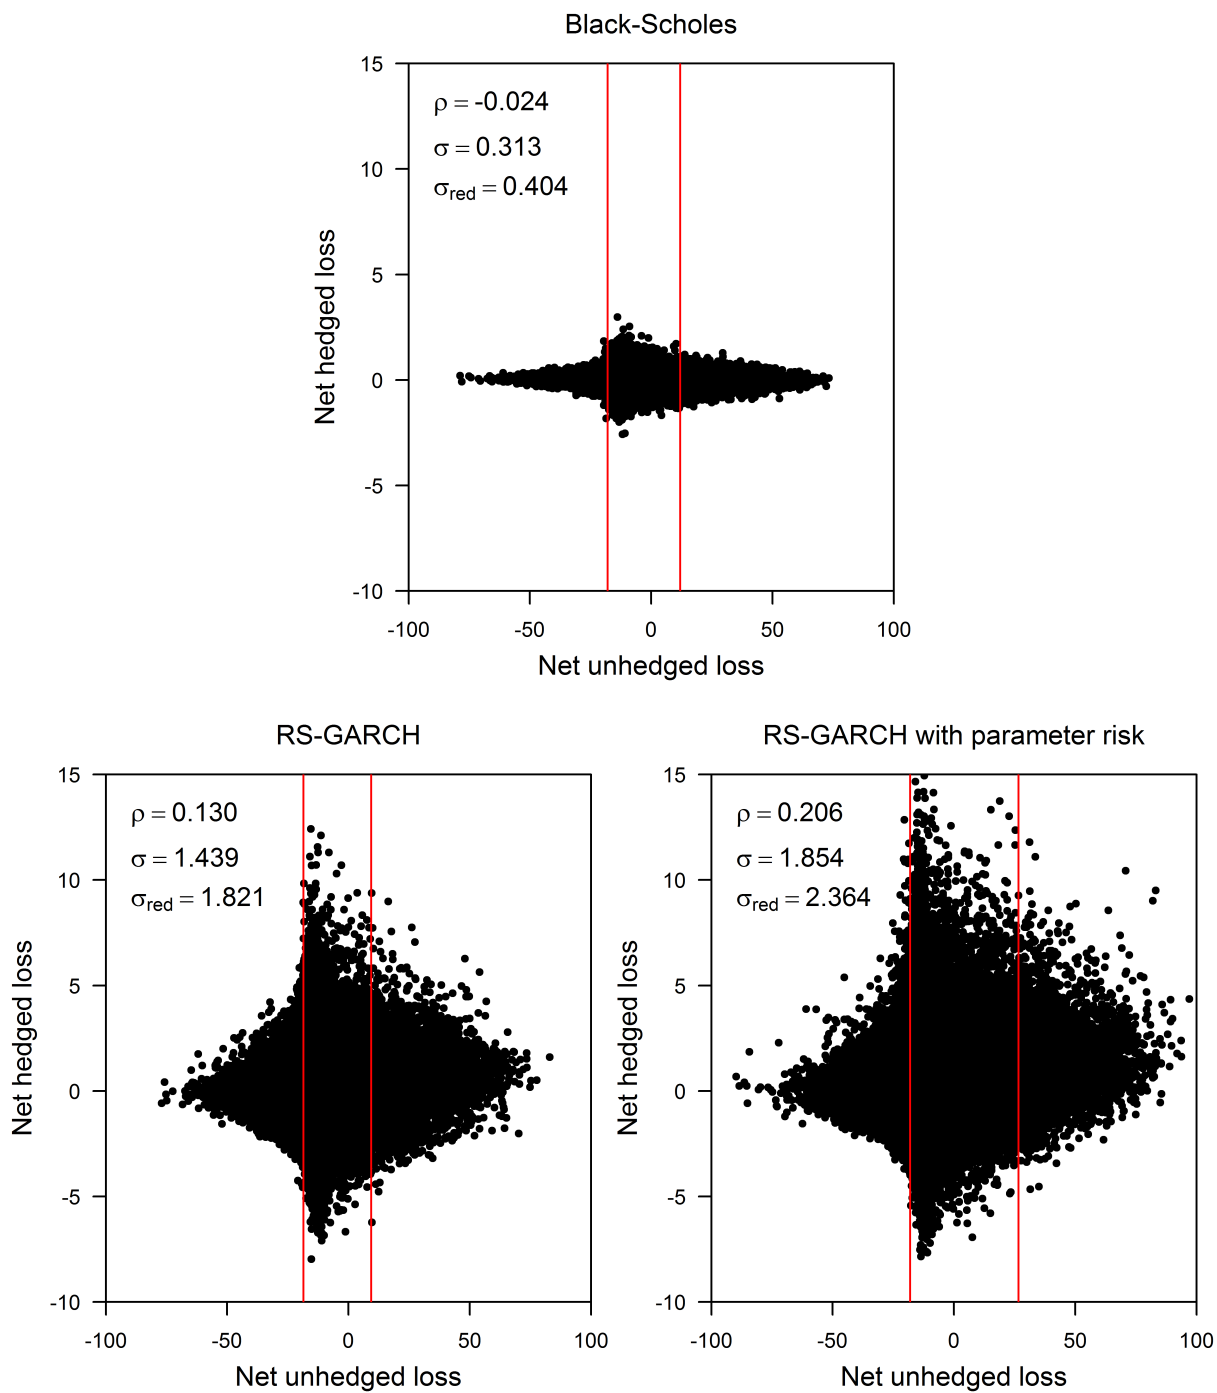 Black-Scholes
15
10
5
0
-5
-10
ρ = -0.024
σ = 0.313
σred = 0.404
Net hedged loss
-100 -50 0 50 100
Net unhedged loss
RS-GARCH
15
10
5
0
-5
-10
ρ = 0.130
σ = 1.439
σred = 1.821
Net hedged loss
-100 -50 0 50 100
Net unhedged loss
RS-GARCH with parameter risk
15
10
5
0
-5
-10
ρ = 0.206
σ = 1.854
σred = 2.364
Net hedged loss
-100 -50 0 50 100
Net unhedged loss